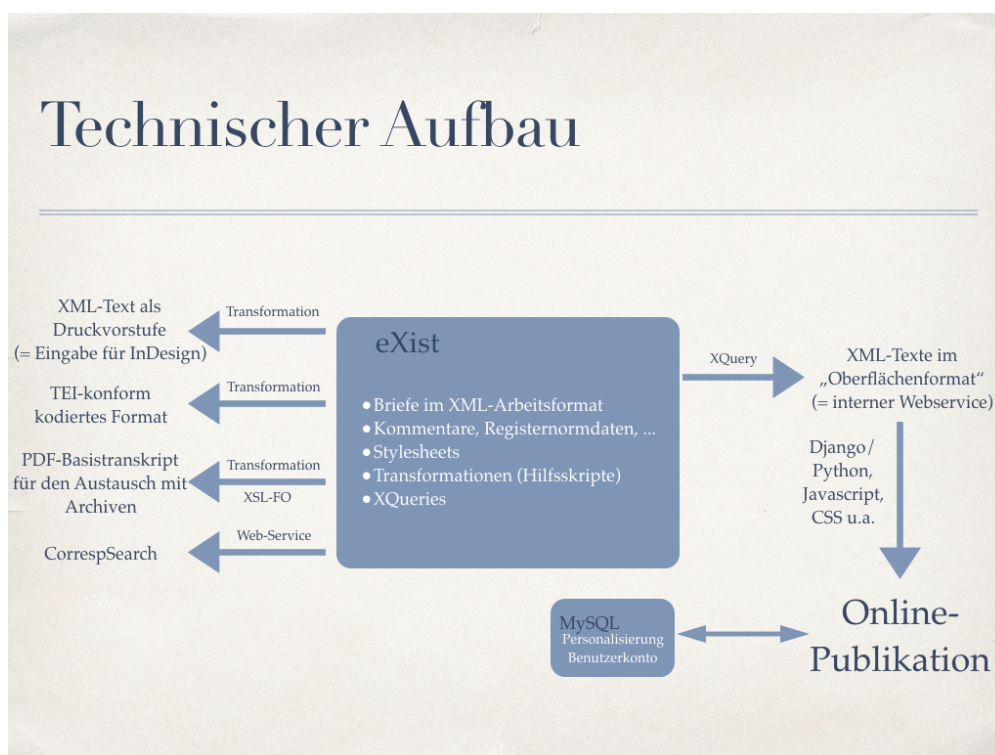 Technischer Aufbau
XML-Text als
Druckvorstufe
(= Eingabe für InDesign)
Transformation
TEI-konform
kodiertes Format
Transformation
PDF-Basistranskript
für den Austausch mit
Archiven
Transformation
XSL-FO
CorrespSearch
Web-Service
eXist
•Briefe im XML-Arbeitsformat
•Kommentare, Registernormdaten, ...
•Stylesheets
•Transformationen (Hilfsskripte)
•XQueries
XQuery
XML-Texte im
„Oberflächenformat“
(= interner Webservice)
Django/
Python,
Javascript,
CSS u.a.
MySQL
Personalisierung
Benutzerkonto
Online-
Publikation